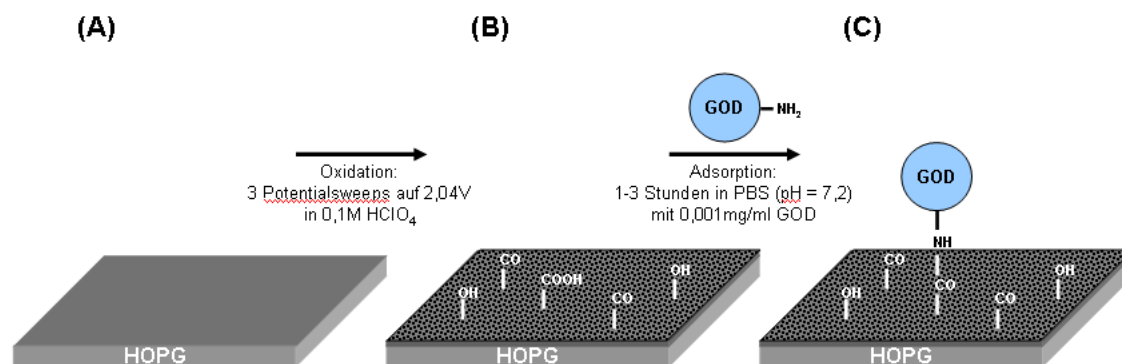 (A)
(B)
(C)
GOD
NH₂
Oxidation:
3 Potentialsweeps auf 2,04V
in 0,1M HClO₄
Adsorption:
1-3 Stunden in PBS (pH = 7,2)
mit 0,001mg/ml GOD
GOD
NH
CO
COOH
OH
OH
CO
CO
CO
OH
OH
CO
HOPG
HOPG
HOPG